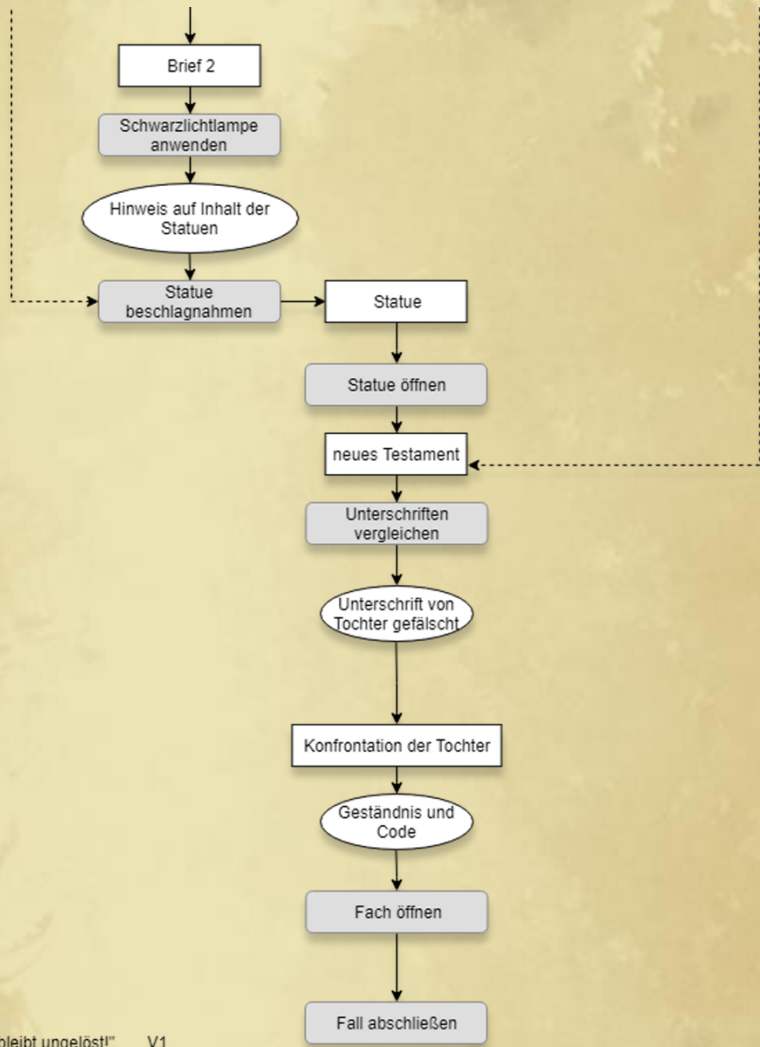 Brief 2
Schwarzlichtlampe
anwenden
Hinweis auf Inhalt der
Statuen
Statue
beschlagnahmen
Statue
Statue öffnen
neues Testament
Unterschriften
vergleichen
Unterschrift von
Tochter gefälscht
Konfrontation der Tochter
Geständnis und
Code
Fach öffnen
Fall abschließen
bleibt ungelöst!" V1